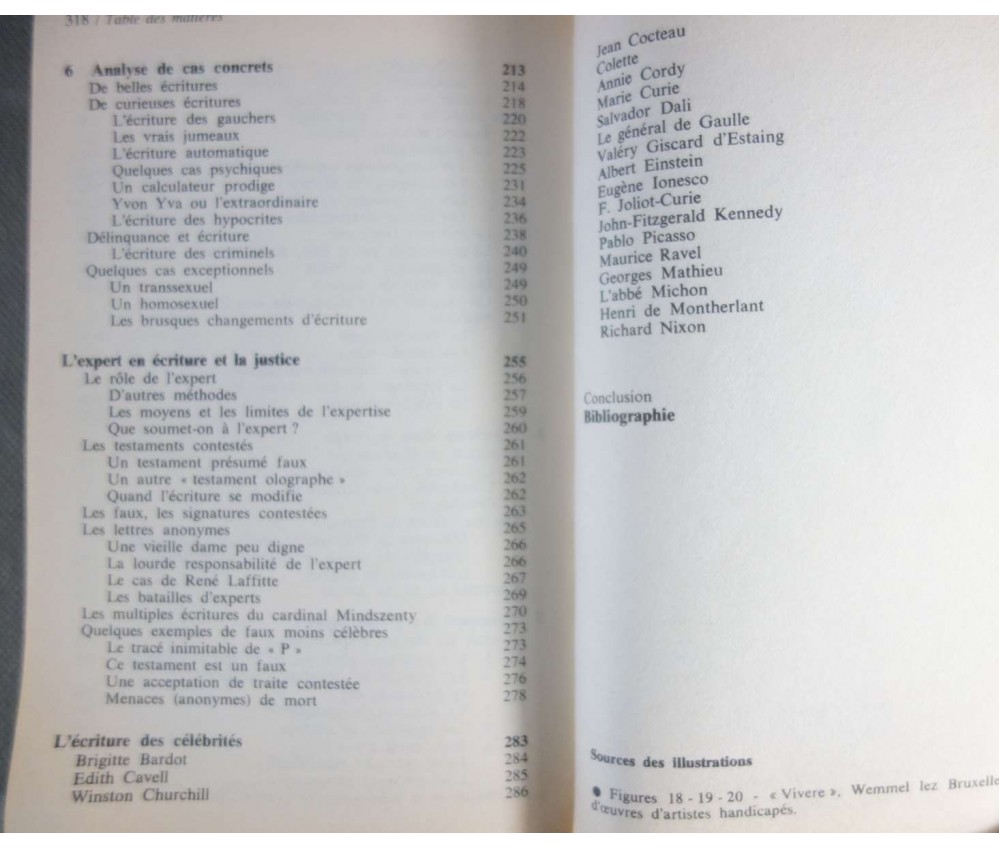 318 / Table des matières
6 Analyse de cas concrets 213
De belles écritures 214
De curieuses écritures 218
L'écriture des gauchers 220
Les vrais jumeaux 222
L'écriture automatique 223
Quelques cas psychiques 225
Un calculateur prodige 231
Yvon Yva ou l'extraordinaire 234
L'écriture des hypocrites 236
Délinquance et écriture 238
L'écriture des criminels 240
Quelques cas exceptionnels 249
Un transsexuel 249
Un homosexuel 250
Les brusques changements d'écriture 251
L'expert en écriture et la justice 255
Le rôle de l'expert 256
D'autres méthodes 257
Les moyens et les limites de l'expertise 259
Que soumet-on à l'expert ? 260
Les testaments contestés 261
Un testament présumé faux 261
Un autre « testament olographe » 262
Quand l'écriture se modifie 262
Les faux, les signatures contestées 263
Les lettres anonymes 265
Une vieille dame peu digne 266
La lourde responsabilité de l'expert 266
Le cas de René Laffitte 267
Les batailles d'experts 269
Les multiples écritures du cardinal Mindszenty 270
Quelques exemples de faux moins célèbres 273
Le tracé inimitable de « P » 273
Ce testament est un faux 274
Une acceptation de traite contestée 276
Menaces (anonymes) de mort 278
L'écriture des célébrités 283
Brigitte Bardot 284
Edith Cavell 285
Winston Churchill 286
Jean Cocteau
Colette
Annie Cordy
Marie Curie
Salvador Dali
Le général de Gaulle
Valéry Giscard d'Estaing
Albert Einstein
Eugène Ionesco
F. Joliot-Curie
John-Fitzgerald Kennedy
Pablo Picasso
Maurice Ravel
Georges Mathieu
L'abbé Michon
Henri de Montherlant
Richard Nixon
Conclusion
Bibliographie
Sources des illustrations
● Figures 18 - 19 - 20 - « Vivere », Wemmel lez Bruxelle
d'œuvres d'artistes handicapés.